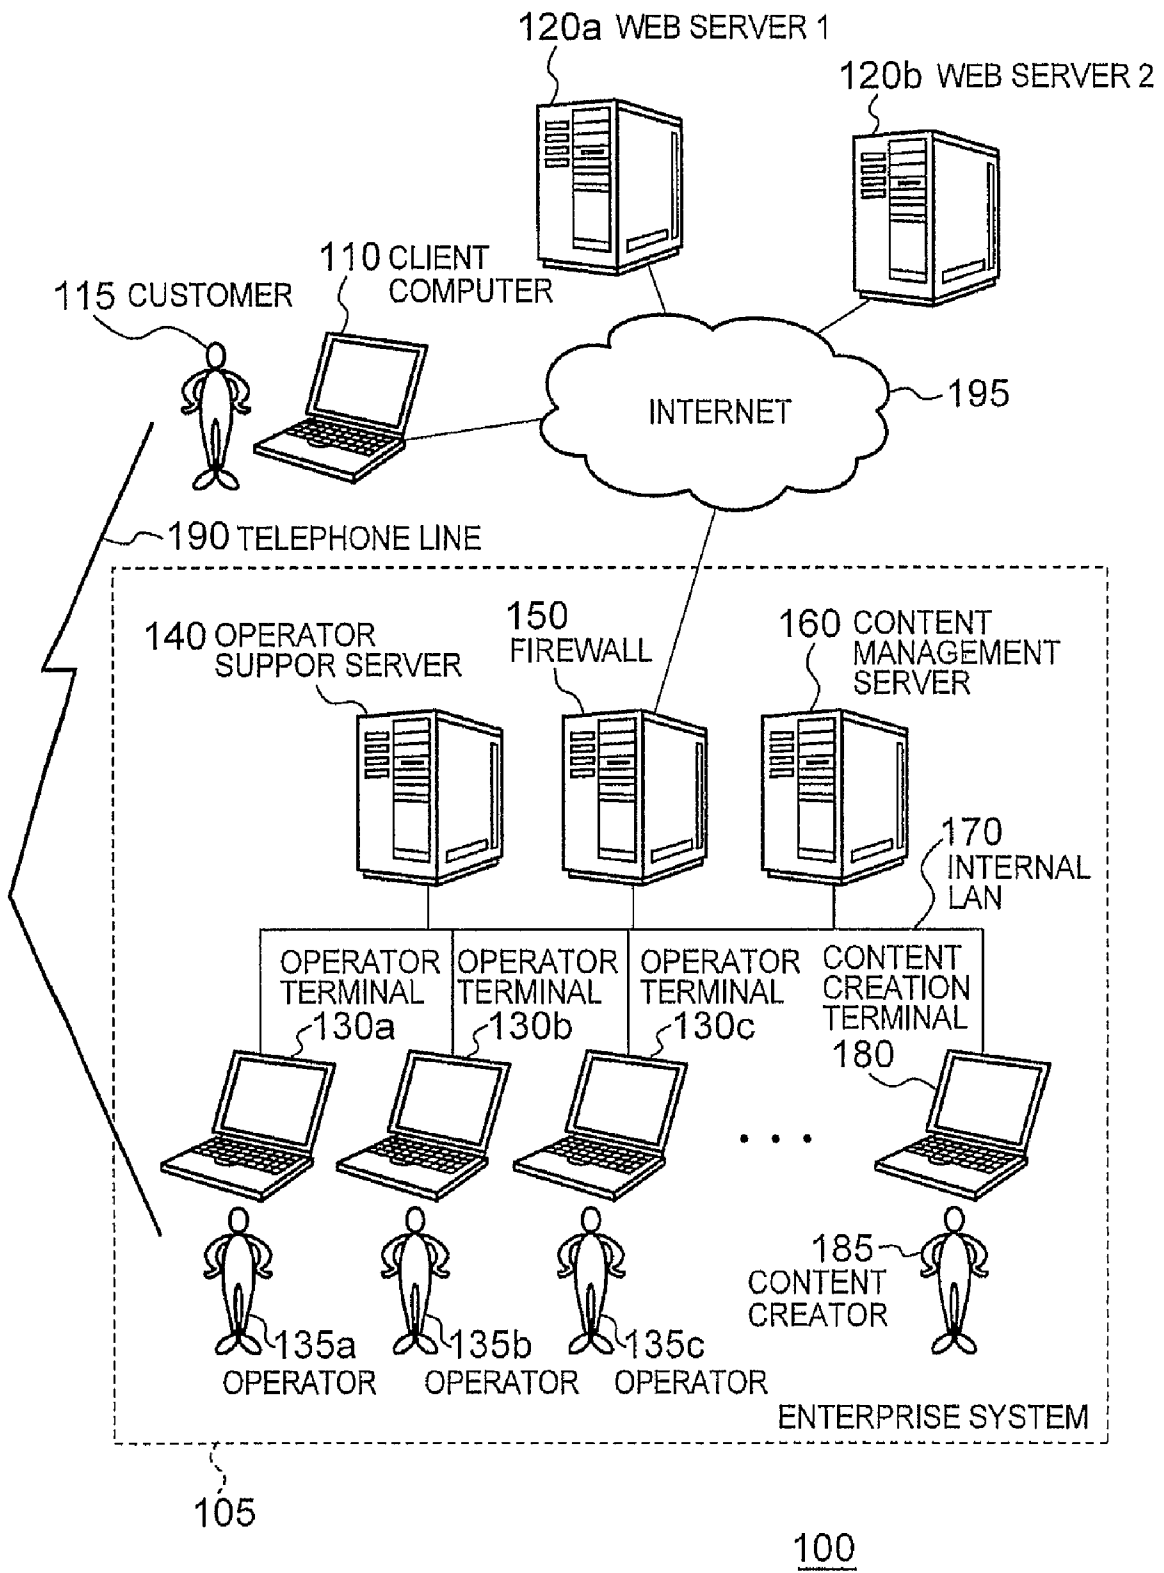 120a WEB SERVER 1
120b WEB SERVER 2
110 CLIENT
COMPUTER
115 CUSTOMER
INTERNET
195
190 TELEPHONE LINE
140 OPERATOR
SUPPOR SERVER
150
FIREWALL
160 CONTENT
MANAGEMENT
SERVER
170
INTERNAL
LAN
OPERATOR
TERMINAL
130a
OPERATOR
TERMINAL
130b
OPERATOR
TERMINAL
130c
CONTENT
CREATION
TERMINAL
180
135a
OPERATOR
135b
OPERATOR
135c
OPERATOR
185
CONTENT
CREATOR
ENTERPRISE SYSTEM
105
100